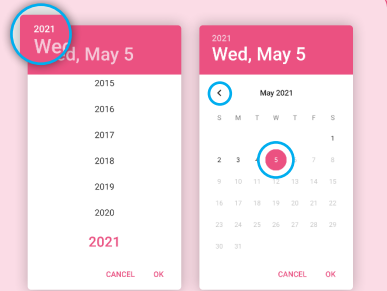 2021
Wed, May 5
2015
2016
2017
2018
2019
2020
2021
CANCEL OK
2021
Wed, May 5
May 2021
S M T W T F S
1
2 3 4 5 6 7 8
9 10 11 12 13 14 15
16 17 18 19 20 21 22
23 24 25 26 27 28 29
30 31
CANCEL OK